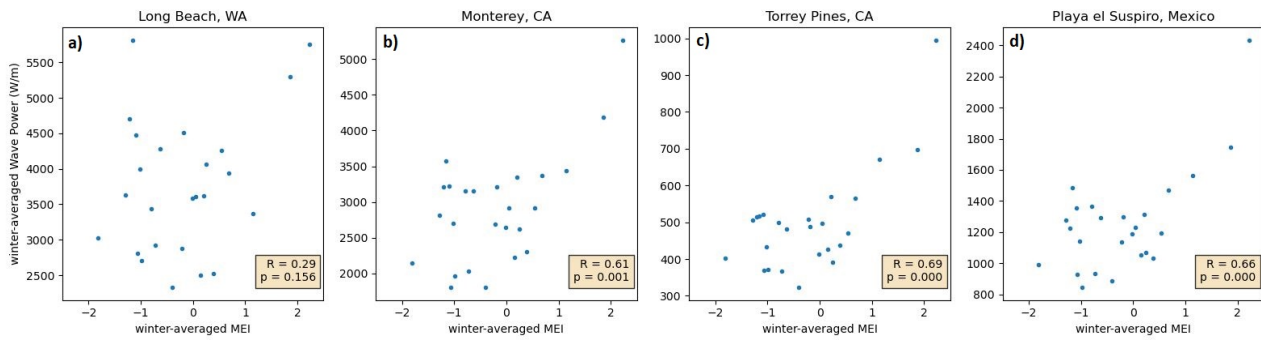 Long Beach, WA
a)
winter-averaged Wave Power (W/m)
5500
5000
4500
4000
3500
3000
2500
R = 0.29
p = 0.156
−2 −1 0 1 2
winter-averaged MEI
Monterey, CA
b)
5000
4500
4000
3500
3000
2500
2000
R = 0.61
p = 0.001
−2 −1 0 1 2
winter-averaged MEI
Torrey Pines, CA
c)
1000
900
800
700
600
500
400
300
R = 0.69
p = 0.000
−2 −1 0 1 2
winter-averaged MEI
Playa el Suspiro, Mexico
d)
2400
2200
2000
1800
1600
1400
1200
1000
800
R = 0.66
p = 0.000
−2 −1 0 1 2
winter-averaged MEI